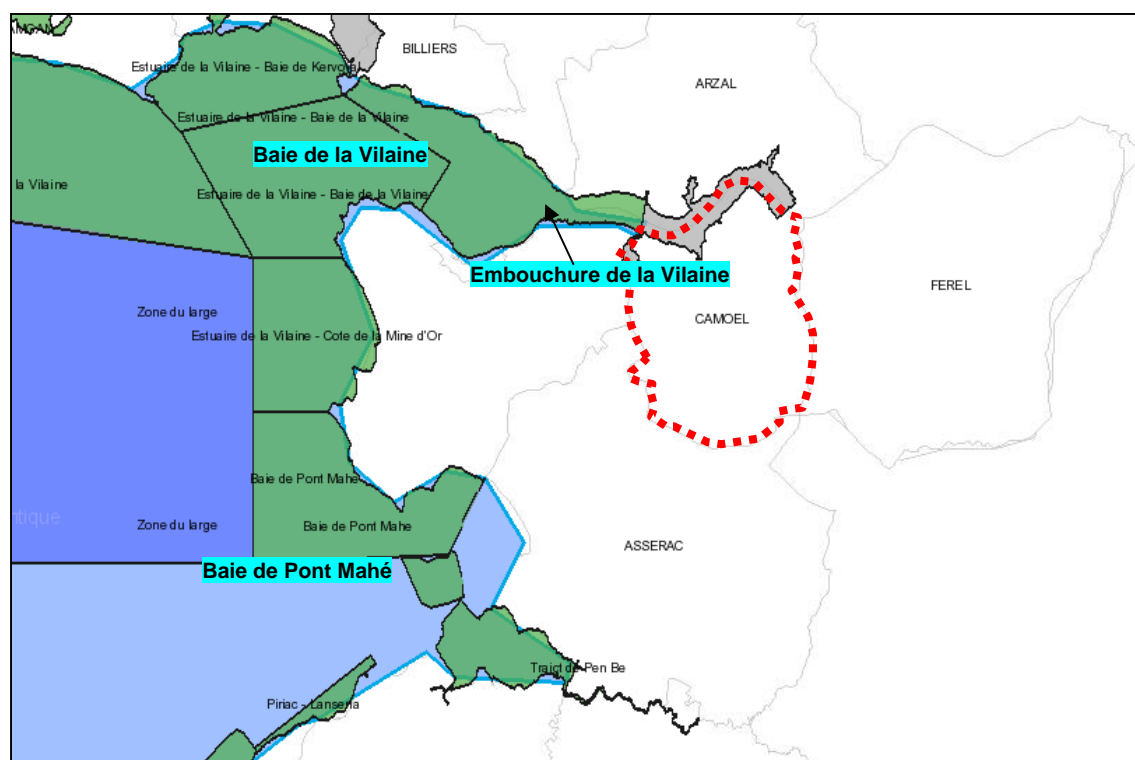 AMGAN
BILLIERS
Estuaire de la Vilaine - Baie de Kervoyal
ARZAL
Estuaire de la Vilaine - Baie de la Vilaine
Baie de la Vilaine
la Vilaine
Estuaire de la Vilaine - Baie de la Vilaine
Embouchure de la Vilaine
FEREL
Zone du large
CAMOEL
Estuaire de la Vilaine - Cote de la Mine d'Or
Baie de Pont Mahe
ntique
Zone du large
Baie de Pont Mahe
ASSERAC
Baie de Pont Mahé
Traict de Pen Be
Piriac - Lanseria